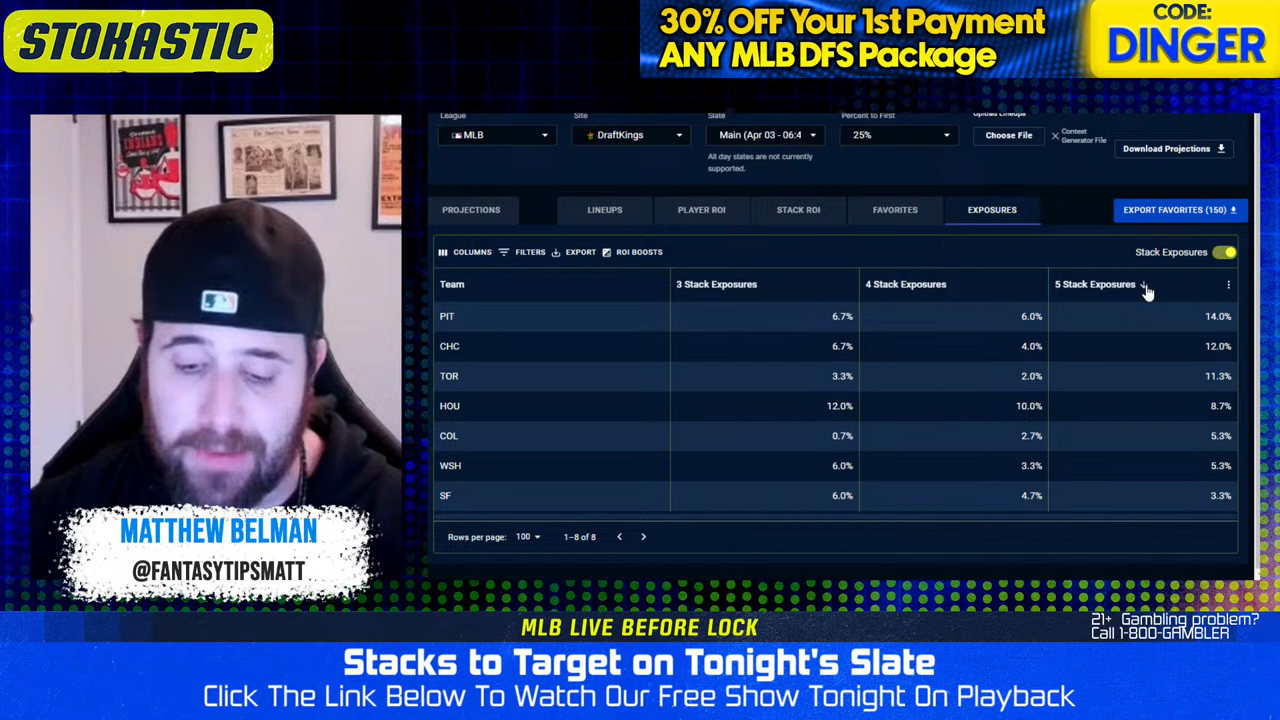 STOKASTIC
30% OFF Your 1st Payment
ANY MLB DFS Package
CODE:
DINGER
League
Site
Slate
Percent to First
Upload Lineups
MLB
DraftKings
Main (Apr 03 - 06:4
25%
Choose File
Contest
Generator File
Download Projections
All day slates are not currently
supported.
PROJECTIONS
LINEUPS
PLAYER ROI
STACK ROI
FAVORITES
EXPOSURES
EXPORT FAVORITES (150)
COLUMNS
FILTERS
EXPORT
ROI BOOSTS
Stack Exposures
Team
3 Stack Exposures
4 Stack Exposures
5 Stack Exposures
PIT 6.7% 6.0% 14.0%
CHC 6.7% 4.0% 12.0%
TOR 3.3% 2.0% 11.3%
HOU 12.0% 10.0% 8.7%
COL 0.7% 2.7% 5.3%
WSH 6.0% 3.3% 5.3%
SF 6.0% 4.7% 3.3%
Rows per page: 100 1–8 of 8
INDIANS
MATTHEW BELMAN
@FANTASYTIPSMATT
MLB LIVE BEFORE LOCK
21+ Gambling problem?
Call 1-800-GAMBLER
Stacks to Target on Tonight's Slate
Click The Link Below To Watch Our Free Show Tonight On Playback